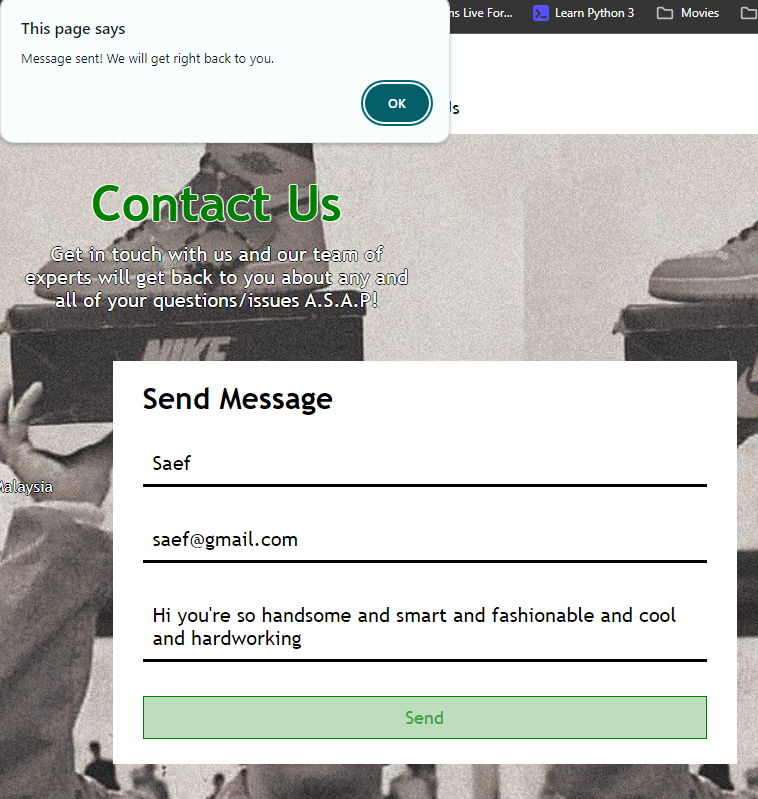 This page says
Message sent! We will get right back to you.
OK
ns Live For... Learn Python 3 Movies
Us
Contact Us
Get in touch with us and our team of
experts will get back to you about any and
all of your questions/issues A.S.A.P!
NIKE
Send Message
Saef
saef@gmail.com
Malaysia
Hi you're so handsome and smart and fashionable and cool
and hardworking
Send